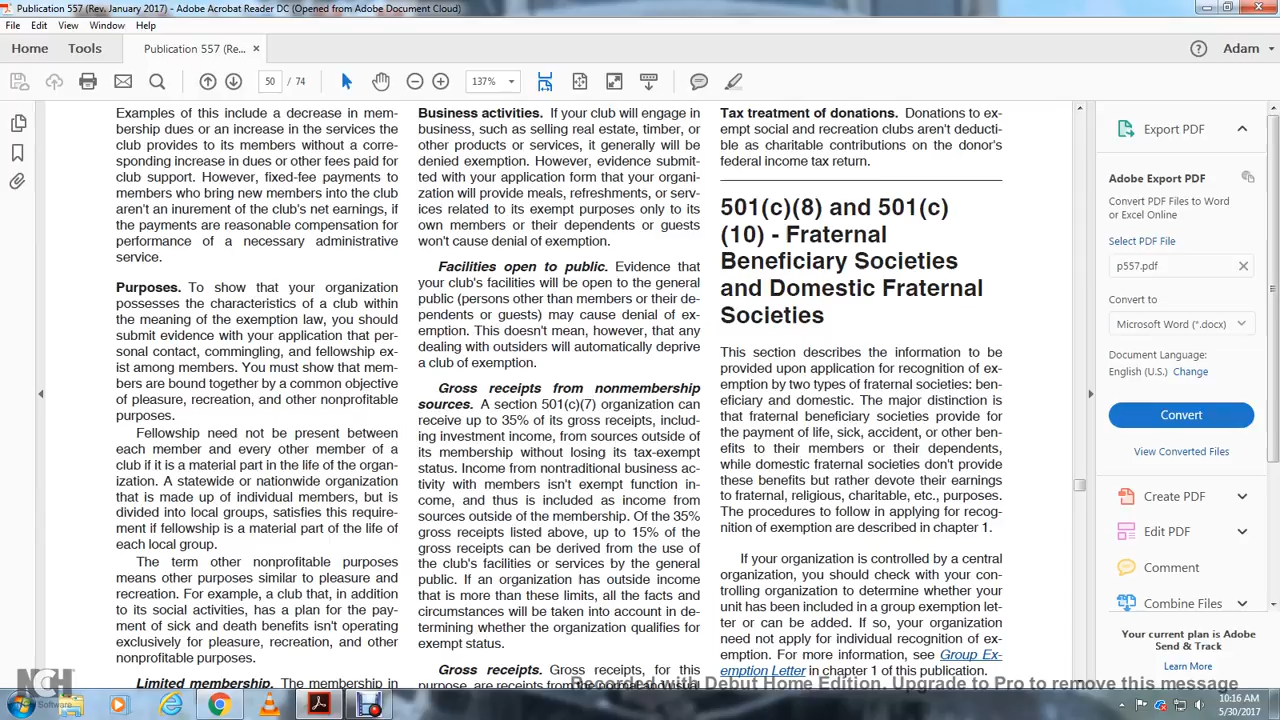 Publication 557 (Rev. January 2017) - Adobe Acrobat Reader DC (Opened from Adobe Document Cloud)
File Edit View Window Help
Home Tools Publication 557 (Re... × Adam
50 / 74 137%
Examples of this include a decrease in mem-
bership dues or an increase in the services the
club provides to its members without a corre-
sponding increase in dues or other fees paid for
club support. However, fixed-fee payments to
members who bring new members into the club
aren't an inurement of the club's net earnings, if
the payments are reasonable compensation for
performance of a necessary administrative
service.
Purposes. To show that your organization
possesses the characteristics of a club within
the meaning of the exemption law, you should
submit evidence with your application that per-
sonal contact, commingling, and fellowship ex-
ist among members. You must show that mem-
bers are bound together by a common objective
of pleasure, recreation, and other nonprofitable
purposes.
Fellowship need not be present between
each member and every other member of a
club if it is a material part in the life of the organ-
ization. A statewide or nationwide organization
that is made up of individual members, but is
divided into local groups, satisfies this require-
ment if fellowship is a material part of the life of
each local group.
The term other nonprofitable purposes
means other purposes similar to pleasure and
recreation. For example, a club that, in addition
to its social activities, has a plan for the pay-
ment of sick and death benefits isn't operating
exclusively for pleasure, recreation, and other
nonprofitable purposes.
Limited membership. The membership in
Business activities. If your club will engage in
business, such as selling real estate, timber, or
other products or services, it generally will be
denied exemption. However, evidence submit-
ted with your application form that your organi-
zation will provide meals, refreshments, or serv-
ices related to its exempt purposes only to its
own members or their dependents or guests
won't cause denial of exemption.
Facilities open to public. Evidence that
your club's facilities will be open to the general
public (persons other than members or their de-
pendents or guests) may cause denial of ex-
emption. This doesn't mean, however, that any
dealing with outsiders will automatically deprive
a club of exemption.
Gross receipts from nonmembership
sources. A section 501(c)(7) organization can
receive up to 35% of its gross receipts, includ-
ing investment income, from sources outside of
its membership without losing its tax-exempt
status. Income from nontraditional business ac-
tivity with members isn't exempt function in-
come, and thus is included as income from
sources outside of the membership. Of the 35%
gross receipts listed above, up to 15% of the
gross receipts can be derived from the use of
the club's facilities or services by the general
public. If an organization has outside income
that is more than these limits, all the facts and
circumstances will be taken into account in de-
termining whether the organization qualifies for
exempt status.
Gross receipts. Gross receipts, for this
purpose, are receipts from the normal and usual
Tax treatment of donations. Donations to ex-
empt social and recreation clubs aren't deducti-
ble as charitable contributions on the donor's
federal income tax return.
501(c)(8) and 501(c)
(10) - Fraternal
Beneficiary Societies
and Domestic Fraternal
Societies
This section describes the information to be
provided upon application for recognition of ex-
emption by two types of fraternal societies: ben-
eficiary and domestic. The major distinction is
that fraternal beneficiary societies provide for
the payment of life, sick, accident, or other ben-
efits to their members or their dependents,
while domestic fraternal societies don't provide
these benefits but rather devote their earnings
to fraternal, religious, charitable, etc., purposes.
The procedures to follow in applying for recog-
nition of exemption are described in chapter 1.
If your organization is controlled by a central
organization, you should check with your con-
trolling organization to determine whether your
unit has been included in a group exemption let-
ter or can be added. If so, your organization
need not apply for individual recognition of ex-
emption. For more information, see Group Ex-
emption Letter in chapter 1 of this publication.
Export PDF
Adobe Export PDF
Convert PDF Files to Word
or Excel Online
Select PDF File
p557.pdf
Convert to
Microsoft Word (*.docx)
Document Language:
English (U.S.) Change
Convert
View Converted Files
Create PDF
Edit PDF
Comment
Combine Files
Your current plan is Adobe
Send & Track
Learn More
Recorded with Debut Home Edition. Upgrade to Pro to remove this message
NCH
Software
10:16 AM
5/30/2017